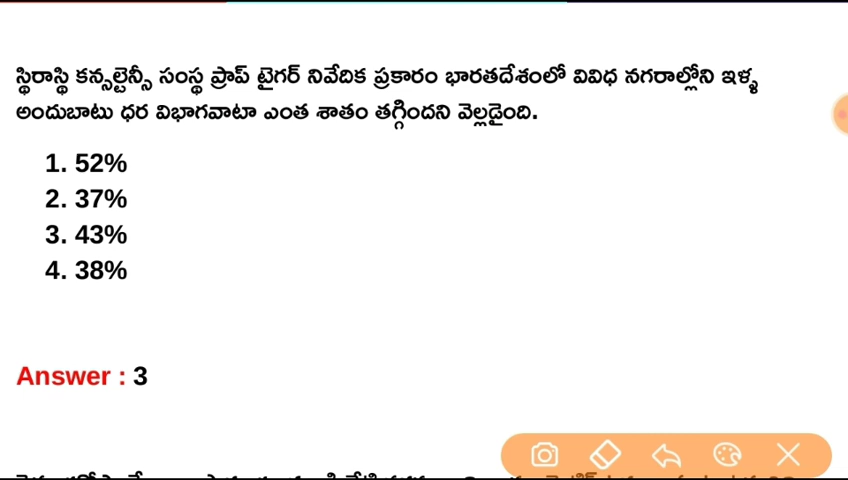 స్థిరాస్థి కన్సల్టెన్సీ సంస్థ ప్రాప్ టైగర్ నివేదిక ప్రకారం భారతదేశంలో వివిధ నగరాల్లోని ఇళ్ళ
అందుబాటు ధర విభాగవాటా ఎంత శాతం తగ్గిందని వెల్లడైంది.
1. 52%
2. 37%
3. 43%
4. 38%
Answer : 3